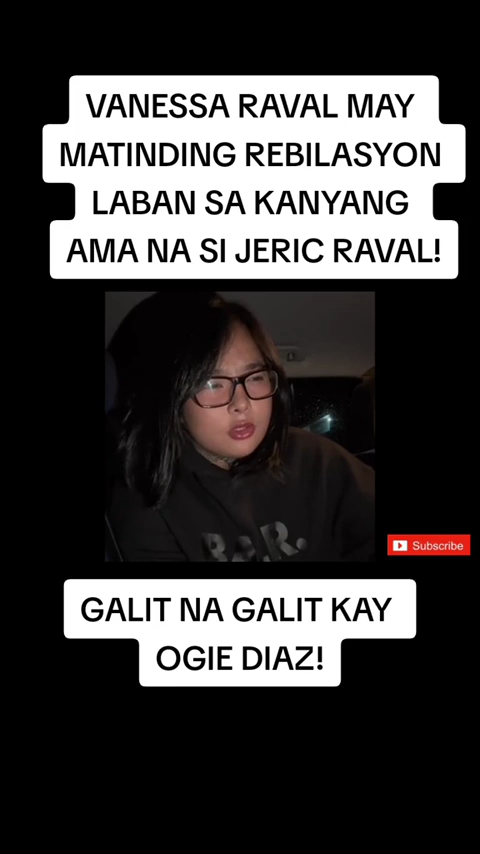 VANESSA RAVAL MAY
MATINDING REBILASYON
LABAN SA KANYANG
AMA NA SI JERIC RAVAL!
Subscribe
GALIT NA GALIT KAY
OGIE DIAZ!